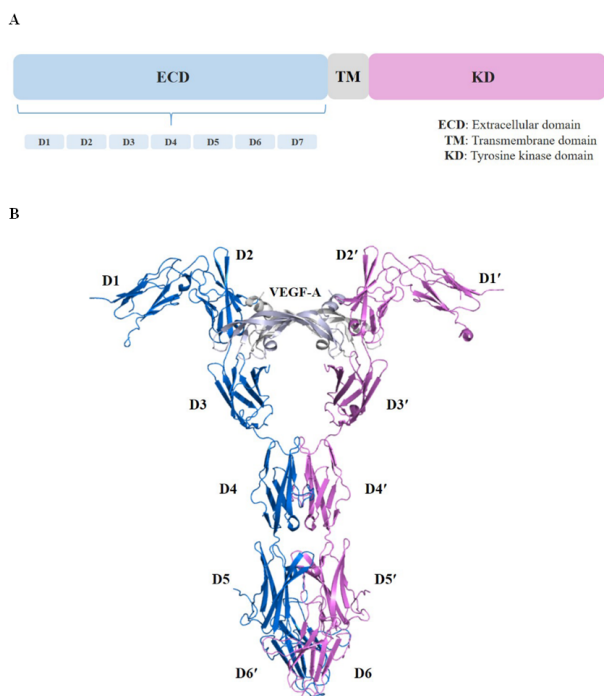 A
ECD TM KD
D1 D2 D3 D4 D5 D6 D7
ECD: Extracellular domain
TM: Transmembrane domain
KD: Tyrosine kinase domain
B
D2 D2′
D1 VEGF-A D1′
D3 D3′
D4 D4′
D5 D5′
D6′ D6